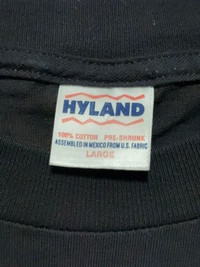 HYLAND
100% COTTON PRE-SHRUNK
ASSEMBLED IN MEXICO FROM U.S. FABRIC
LARGE